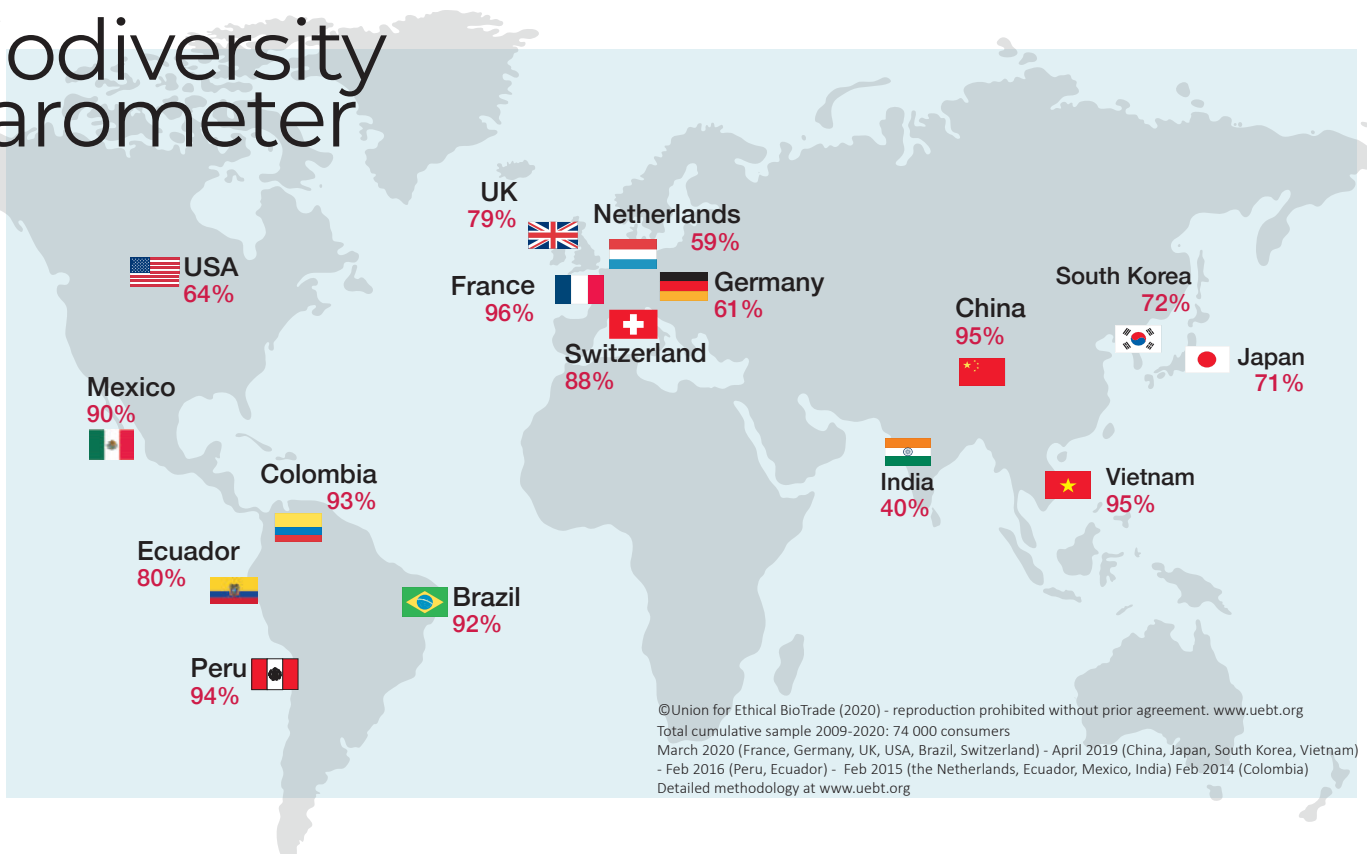 odiversity
arometer
UK
79%
Netherlands
59%
USA
64%
France
96%
Germany
61%
South Korea
72%
China
95%
Switzerland
88%
Japan
71%
Mexico
90%
Colombia
93%
India
40%
Vietnam
95%
Ecuador
80%
Brazil
92%
Peru
94%
©Union for Ethical BioTrade (2020) - reproduction prohibited without prior agreement. www.uebt.org
Total cumulative sample 2009-2020: 74 000 consumers
March 2020 (France, Germany, UK, USA, Brazil, Switzerland) - April 2019 (China, Japan, South Korea, Vietnam)
- Feb 2016 (Peru, Ecuador) - Feb 2015 (the Netherlands, Ecuador, Mexico, India) Feb 2014 (Colombia)
Detailed methodology at www.uebt.org